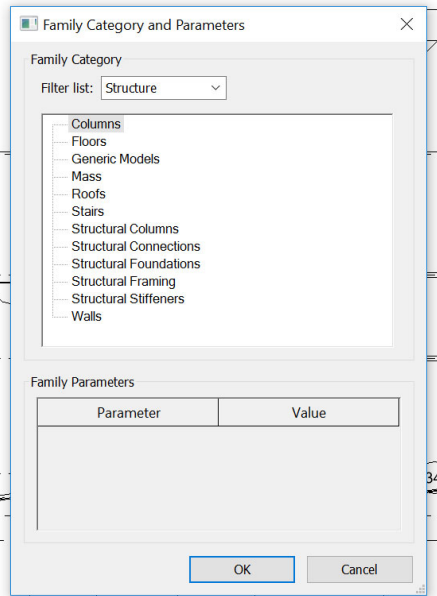 Family Category and Parameters
Family Category
Filter list: Structure
Columns
Floors
Generic Models
Mass
Roofs
Stairs
Structural Columns
Structural Connections
Structural Foundations
Structural Framing
Structural Stiffeners
Walls
Family Parameters
Parameter Value
34
OK Cancel